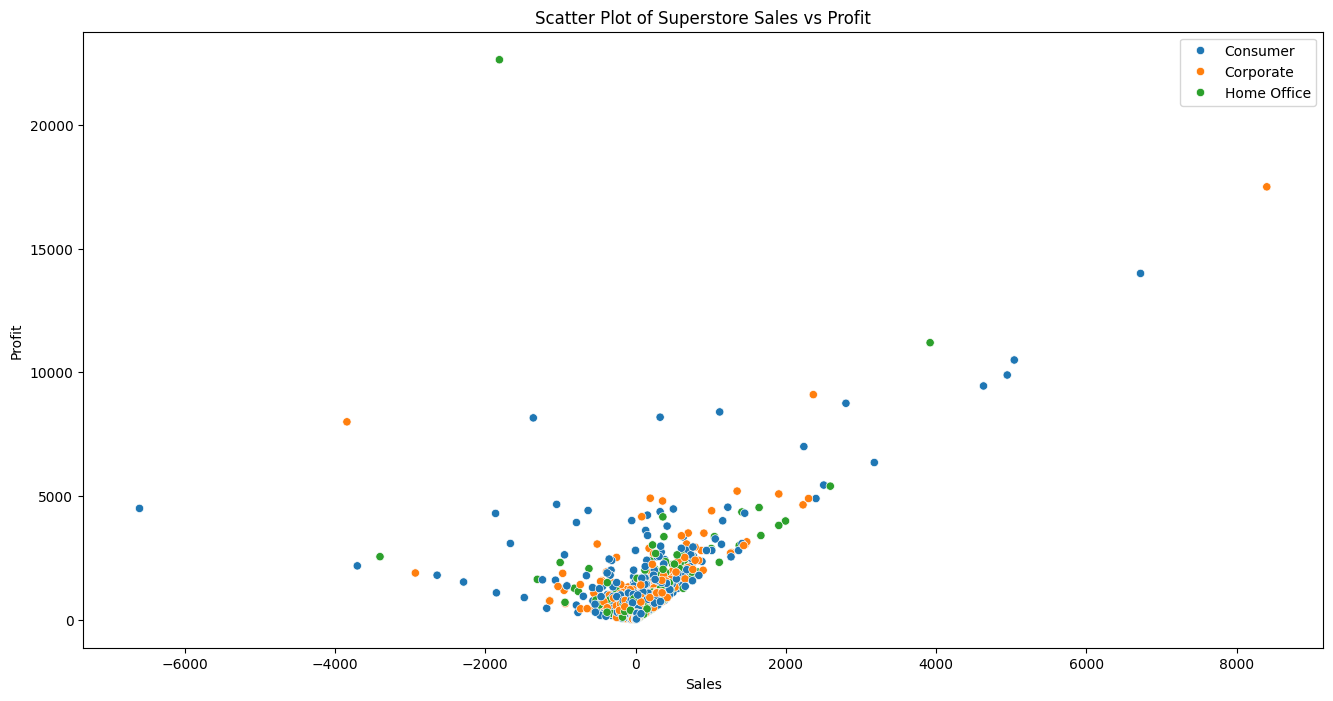 Scatter Plot of Superstore Sales vs Profit
Consumer
Corporate
Home Office
20000
15000
10000
5000
0
Profit
−6000 −4000 −2000 0 2000 4000 6000 8000
Sales